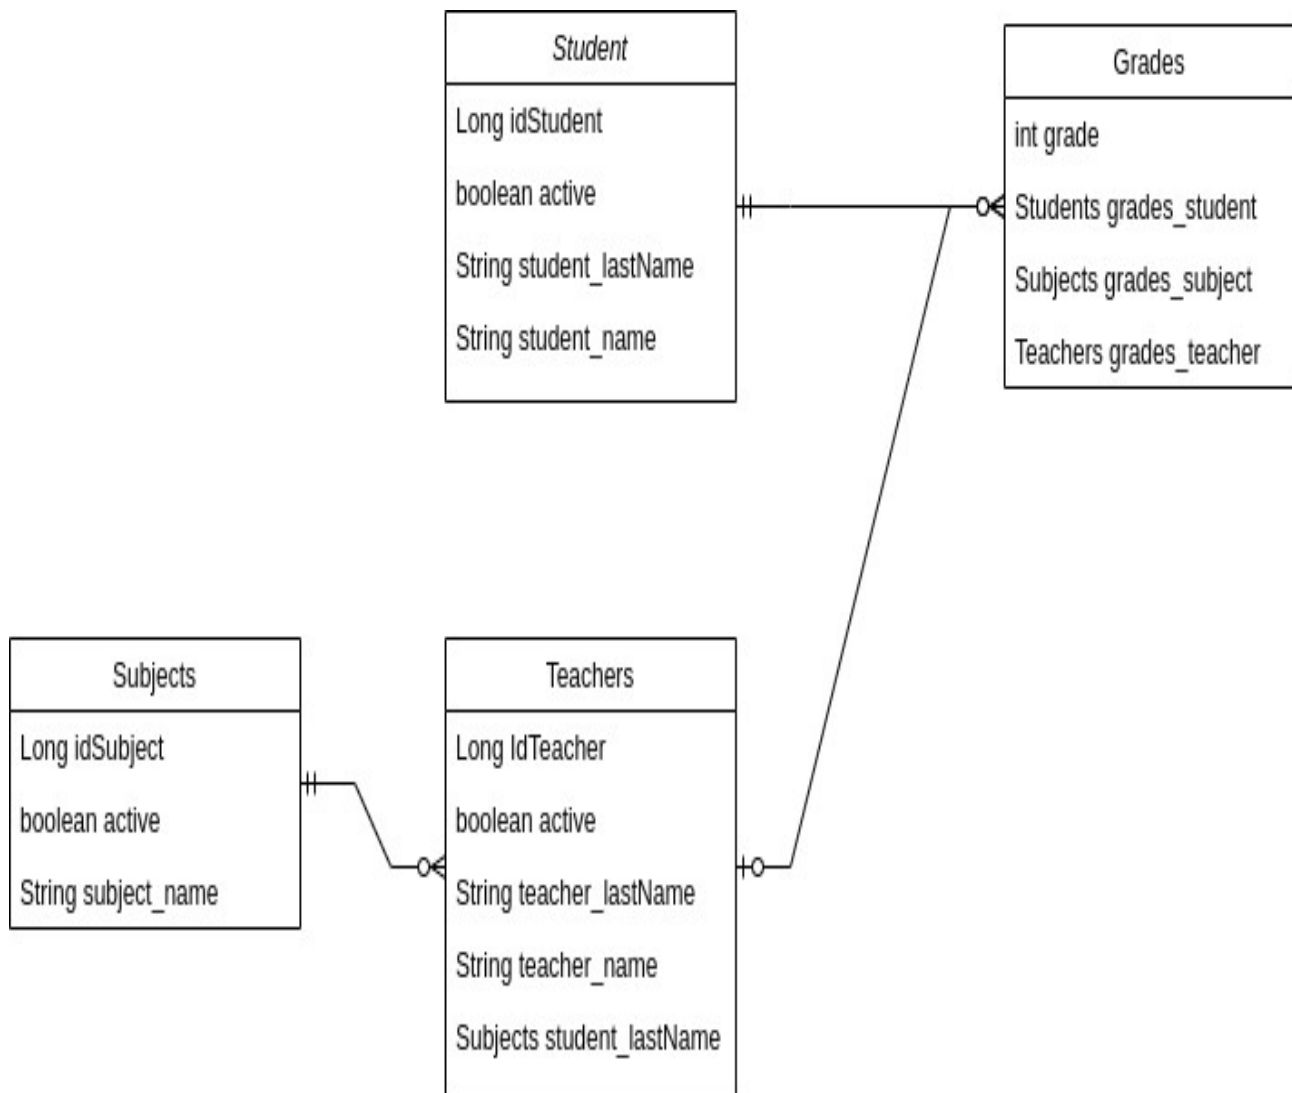 Student
Long idStudent
boolean active
String student_lastName
String student_name
Grades
int grade
Students grades_student
Subjects grades_subject
Teachers grades_teacher
Subjects
Long idSubject
boolean active
String subject_name
Teachers
Long IdTeacher
boolean active
String teacher_lastName
String teacher_name
Subjects student_lastName